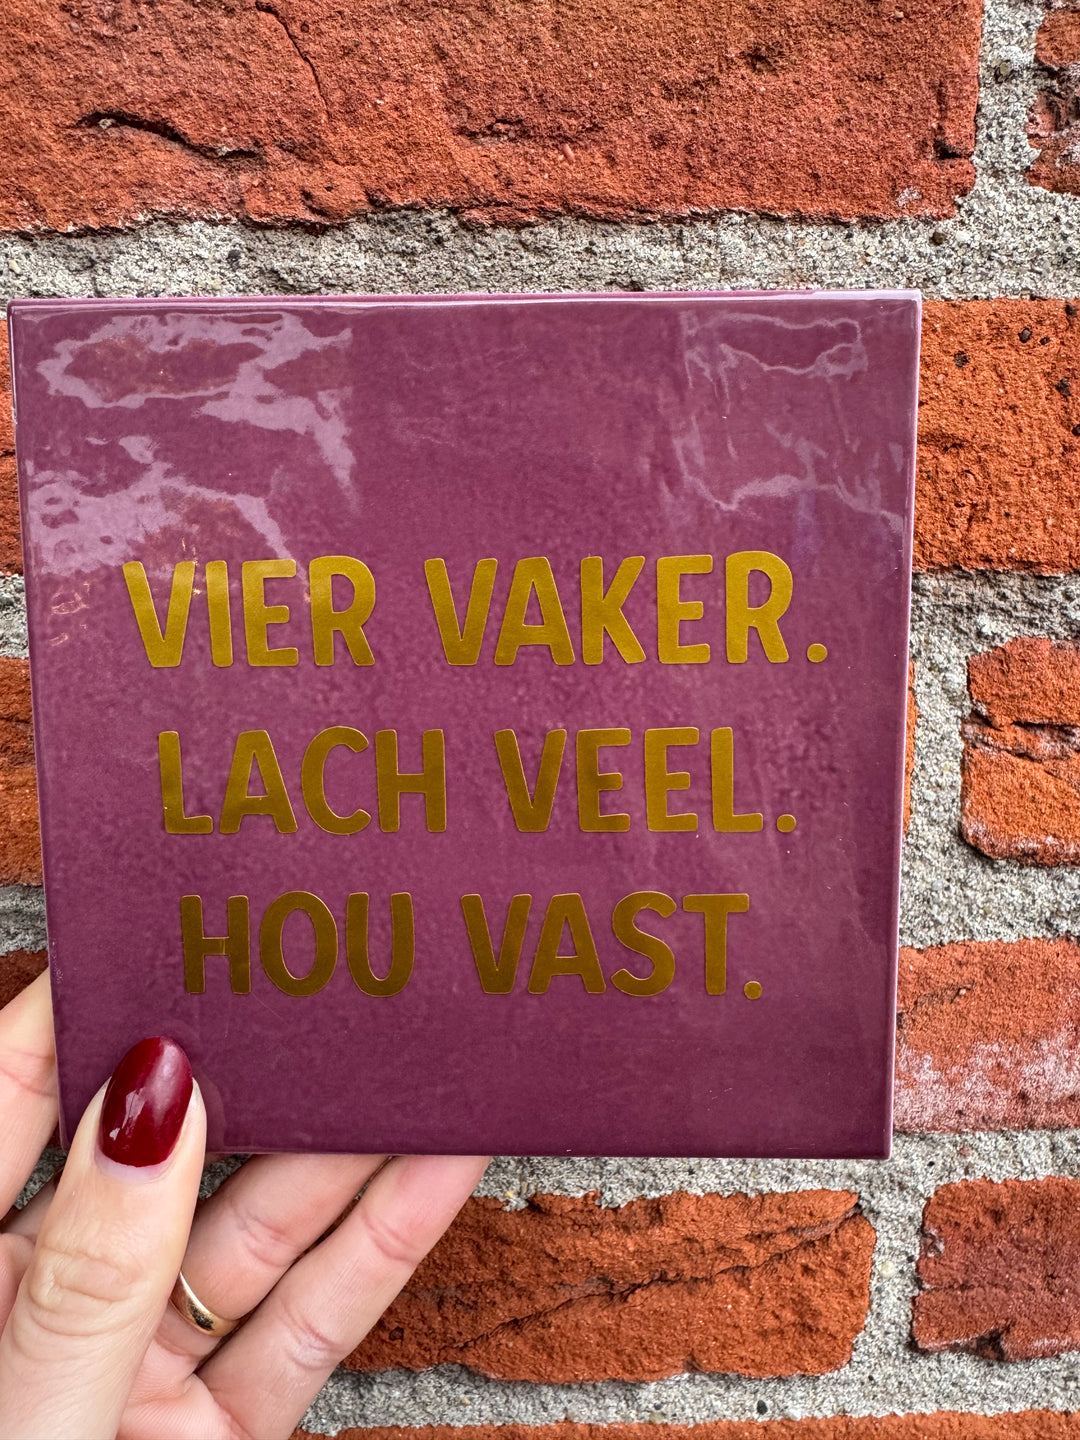 VIER VAKER.
LACH VEEL.
HOU VAST.